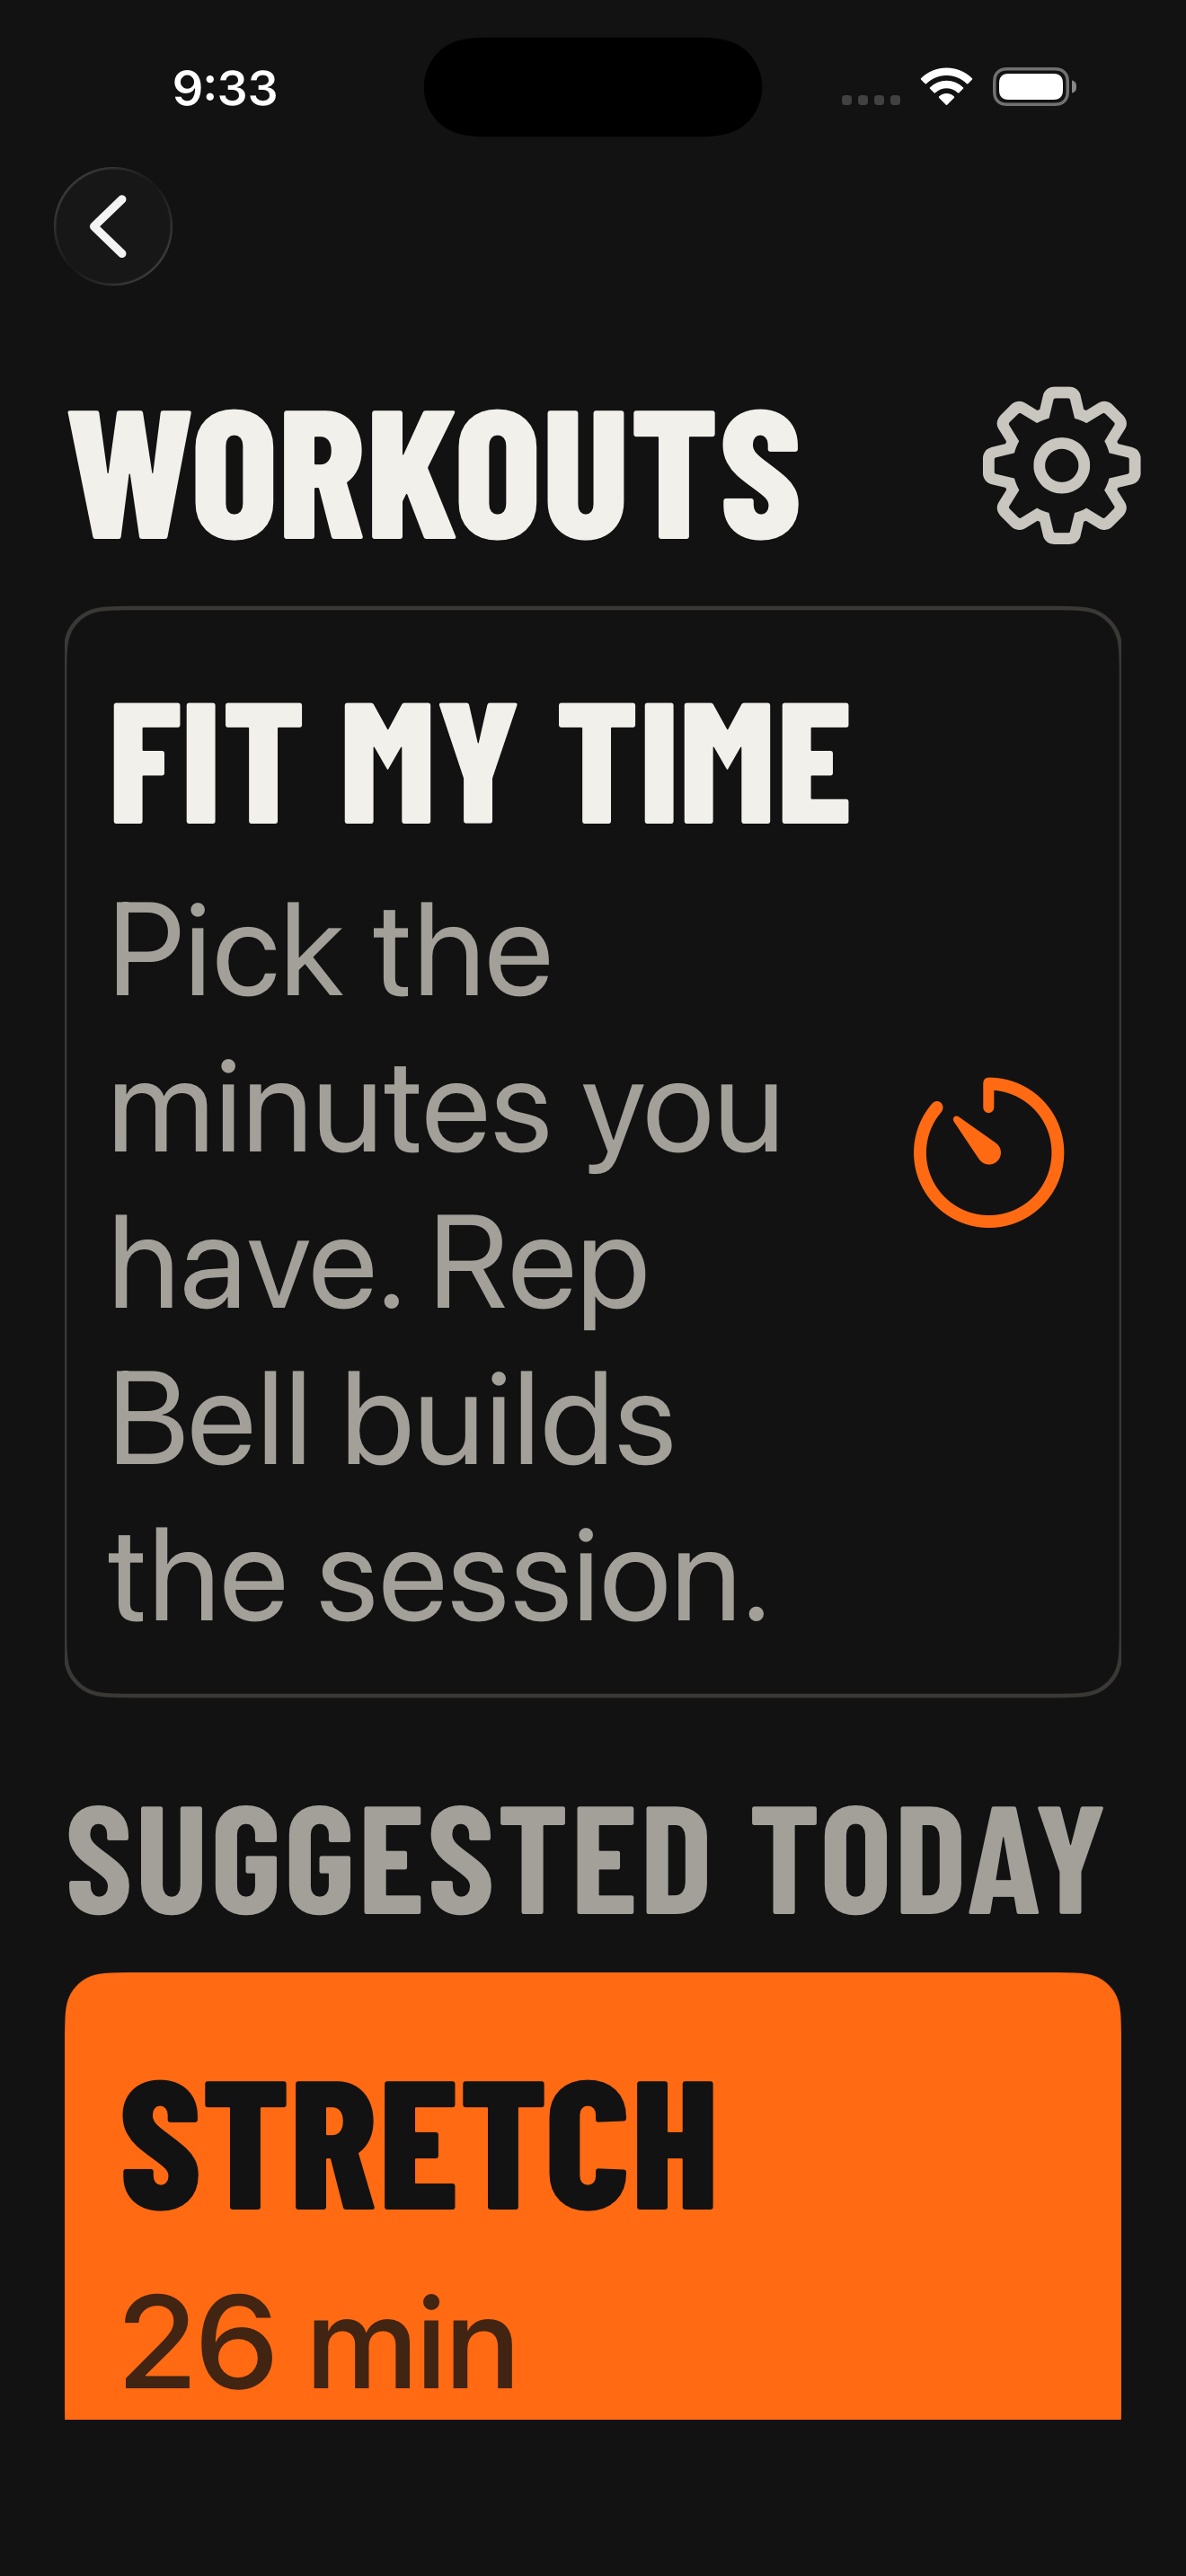 9:33
WORKOUTS
FIT MY TIME
Pick the
minutes you
have. Rep
Bell builds
the session.
SUGGESTED TODAY
STRETCH
26 min